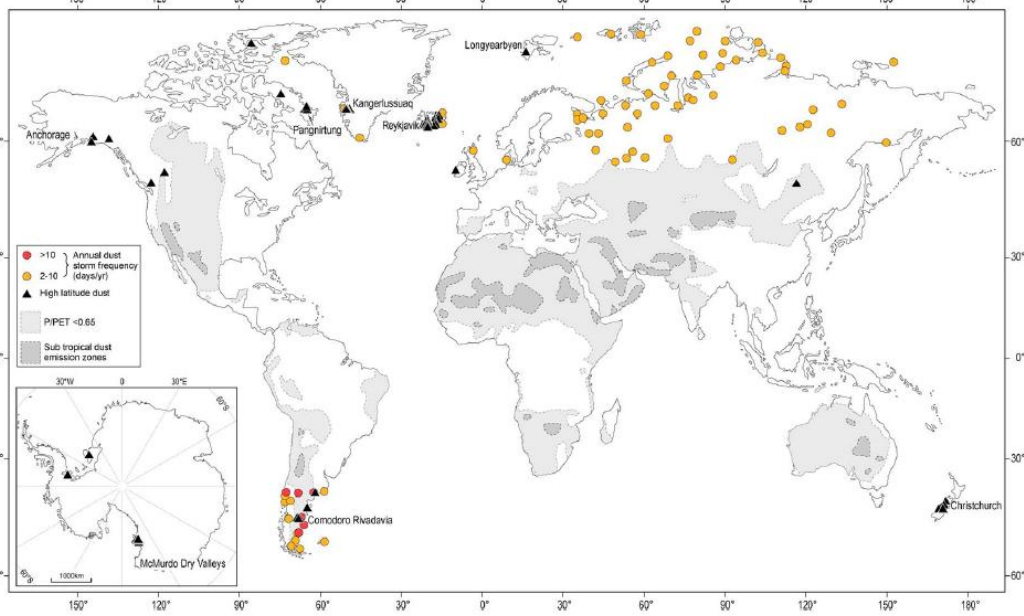 Longyearbyen
Kangerlussuaq
Pangnirtung
Reykjavik
Anchorage
60°
>10
2-10
Annual dust
storm frequency
(days/yr)
High latitude dust
30°
P/PET <0.65
Sub tropical dust
emission zones
0°
30°W 0 30°E
60°S
30°
Christchurch
Comodoro Rivadavia
McMurdo Dry Valleys
1000km
60°S
60°
150° 120° 90° 60° 30° 0° 30° 60° 90° 120° 150° 180°